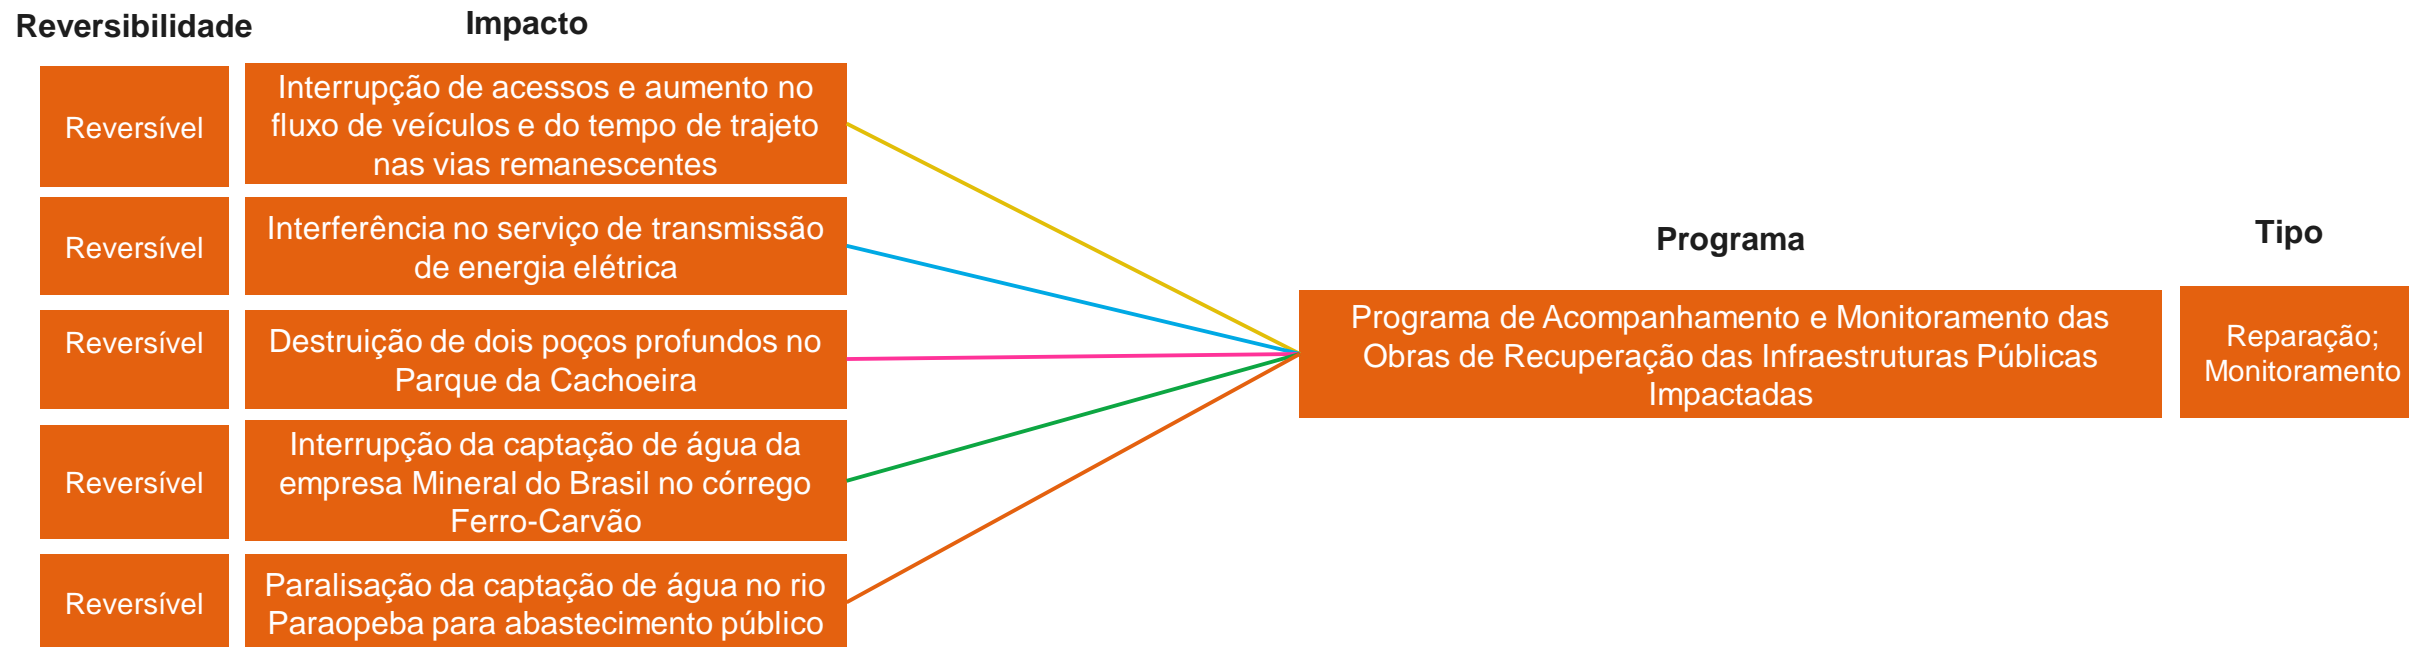 Reversibilidade
Impacto
Reversível
Interrupção de acessos e aumento no
fluxo de veículos e do tempo de trajeto
nas vias remanescentes
Reversível
Interferência no serviço de transmissão
de energia elétrica
Reversível
Destruição de dois poços profundos no
Parque da Cachoeira
Reversível
Interrupção da captação de água da
empresa Mineral do Brasil no córrego
Ferro-Carvão
Reversível
Paralisação da captação de água no rio
Paraopeba para abastecimento público
Programa
Programa de Acompanhamento e Monitoramento das
Obras de Recuperação das Infraestruturas Públicas
Impactadas
Tipo
Reparação;
Monitoramento